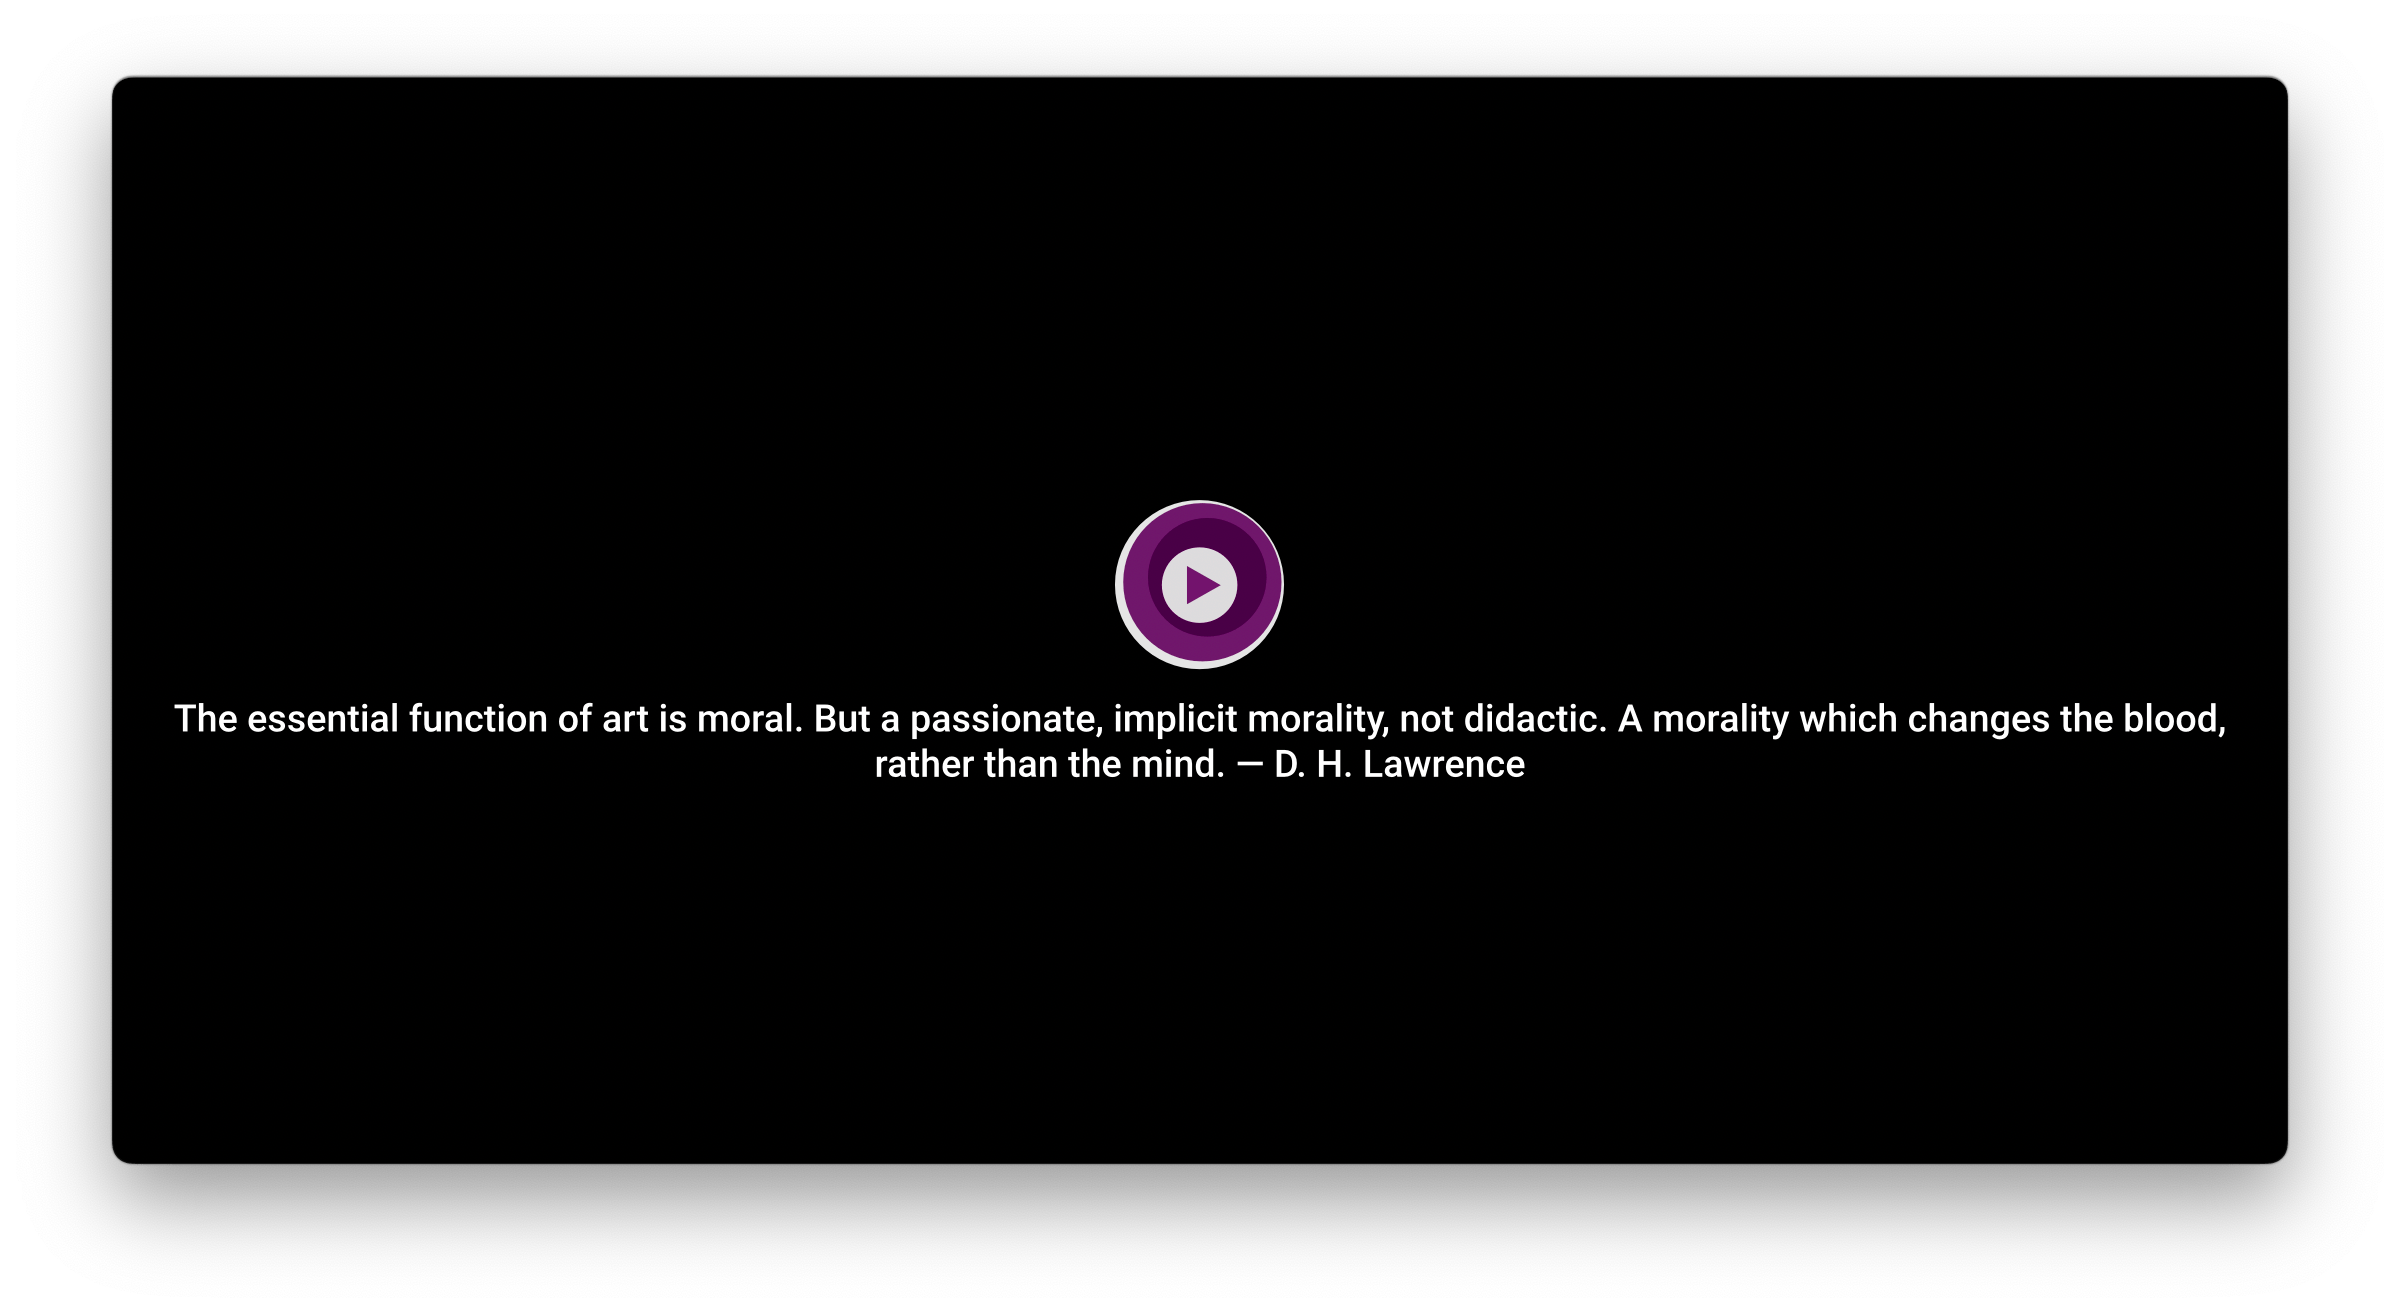 The essential function of art is moral. But a passionate, implicit morality, not didactic. A morality which changes the blood,
rather than the mind. — D. H. Lawrence